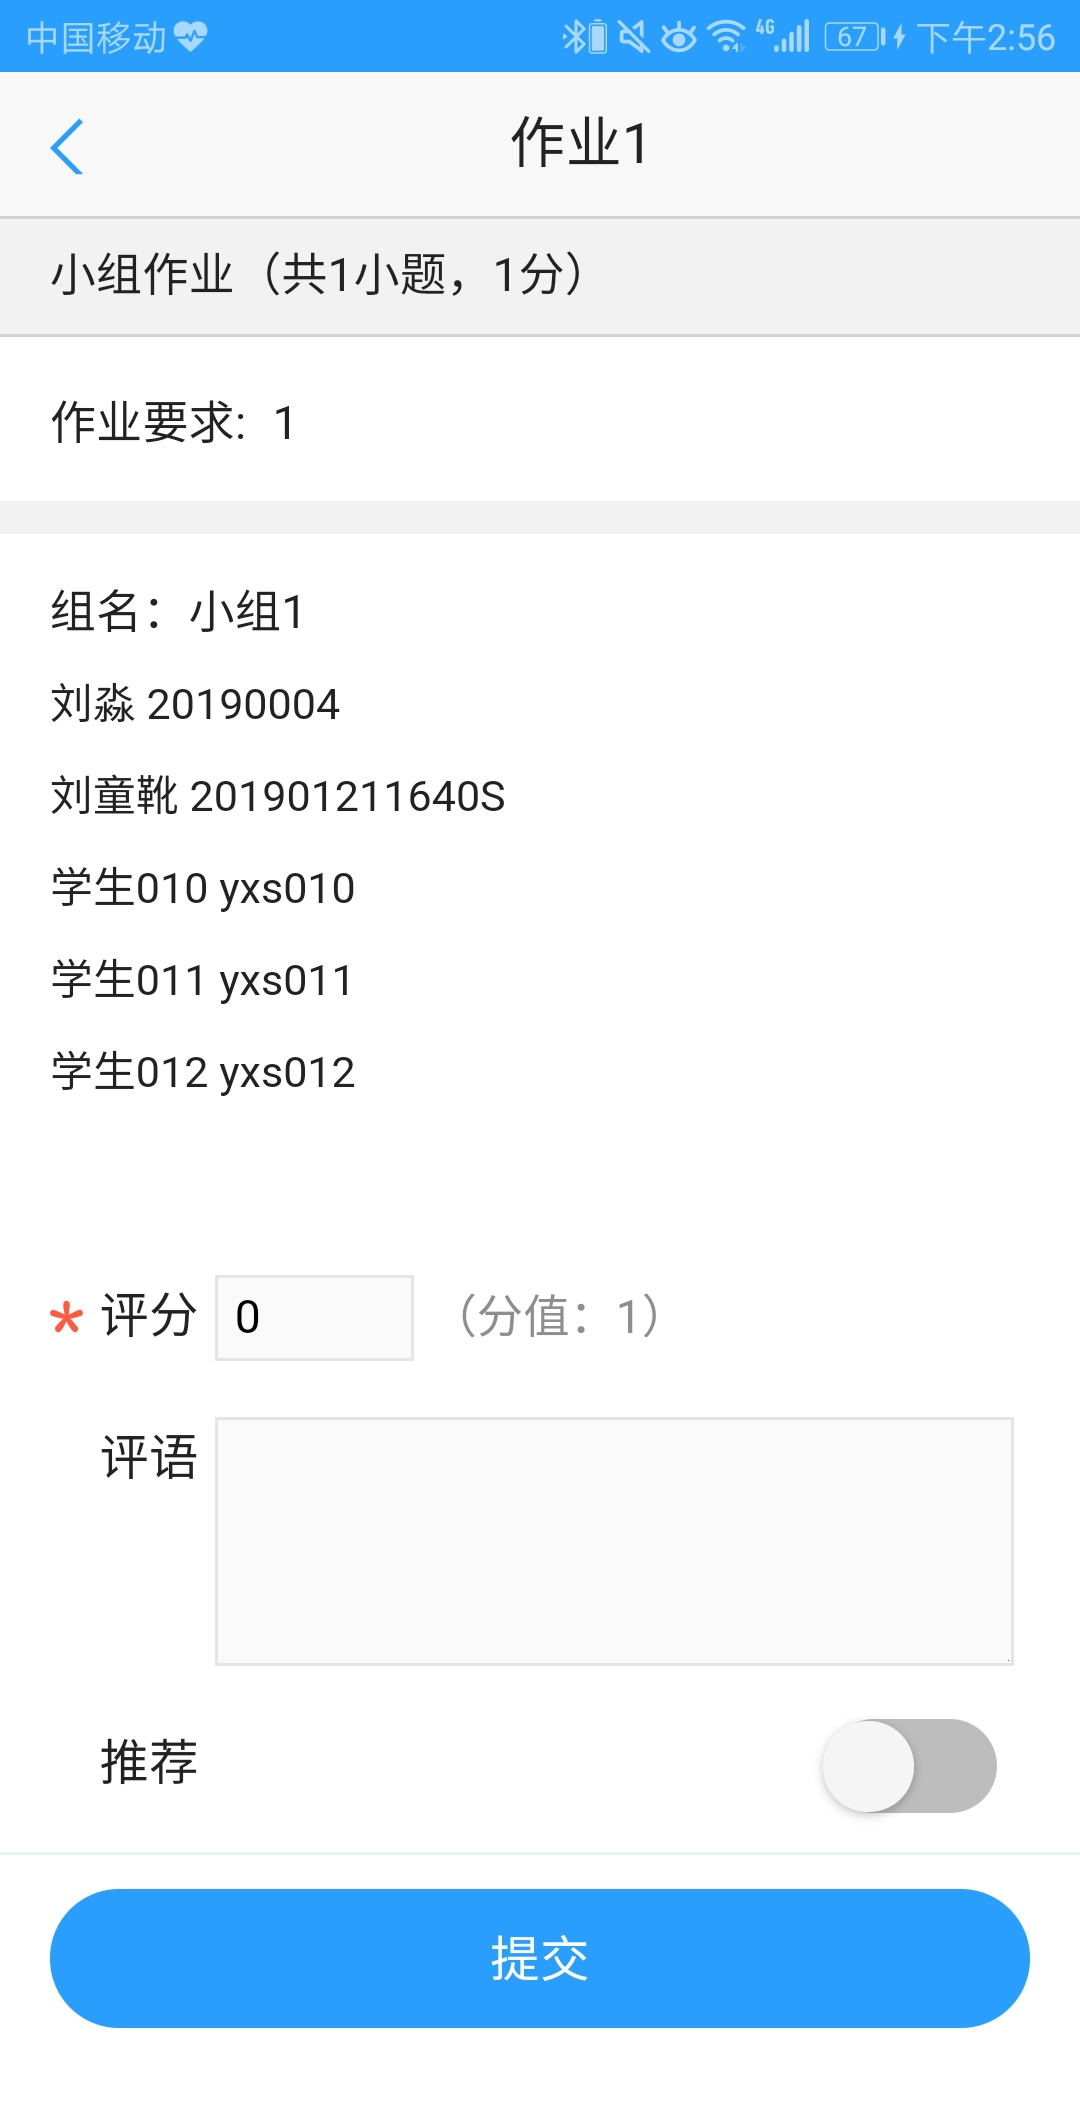 中国移动 4G 67 下午2:56
作业1
小组作业（共1小题，1分）
作业要求: 1
组名：小组1
刘淼 20190004
刘童靴 201901211640S
学生010 yxs010
学生011 yxs011
学生012 yxs012
* 评分 0 （分值：1）
评语
推荐
提交